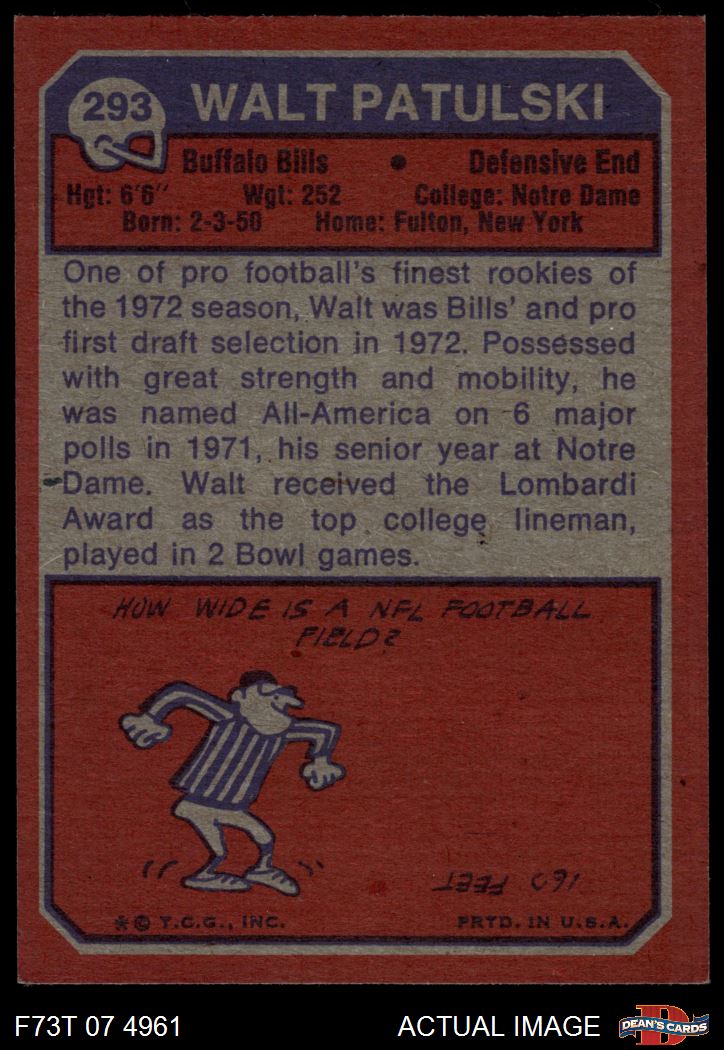 293 WALT PATULSKI
Buffalo Bills • Defensive End
Hgt: 6'6" Wgt: 252 College: Notre Dame
Born: 2-3-50 Home: Fulton, New York
One of pro football's finest rookies of
the 1972 season, Walt was Bills' and pro
first draft selection in 1972. Possessed
with great strength and mobility, he
was named All-America on 6 major
polls in 1971, his senior year at Notre
Dame. Walt received the Lombardi
Award as the top college lineman,
played in 2 Bowl games.
HOW WIDE IS A NFL FOOTBALL
FIELD?
160 FEET
* © T.C.G., INC. PRTD. IN U.S.A.
F73T 07 4961 ACTUAL IMAGE D DEAN'S CARDS